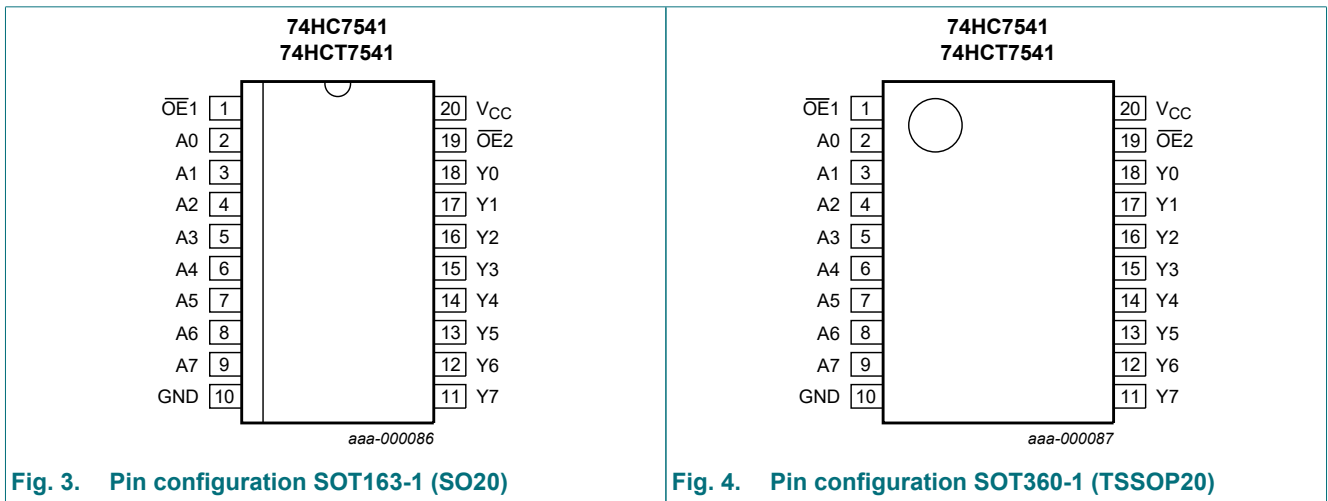 74HC7541
74HCT7541
OE1 1 20 VCC
A0 2 19 OE2
A1 3 18 Y0
A2 4 17 Y1
A3 5 16 Y2
A4 6 15 Y3
A5 7 14 Y4
A6 8 13 Y5
A7 9 12 Y6
GND 10 11 Y7
aaa-000086
Fig. 3. Pin configuration SOT163-1 (SO20)
74HC7541
74HCT7541
OE1 1 20 VCC
A0 2 19 OE2
A1 3 18 Y0
A2 4 17 Y1
A3 5 16 Y2
A4 6 15 Y3
A5 7 14 Y4
A6 8 13 Y5
A7 9 12 Y6
GND 10 11 Y7
aaa-000087
Fig. 4. Pin configuration SOT360-1 (TSSOP20)